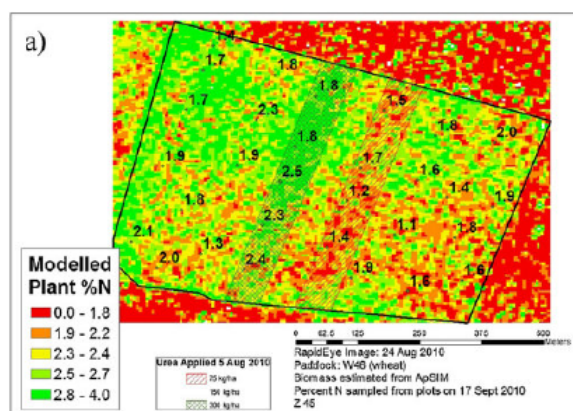 a)
1.4
1.7
1.8
1.8
1.5
1.7
2.3
1.8
1.8
2.0
1.9
1.9
2.5
1.7
1.6
1.8
1.2
1.4
1.9
2.1
1.3
2.3
1.4
1.1
1.8
2.0
2.4
1.9
1.6
1.6
Modelled
Plant %N
0.0 - 1.8
1.9 - 2.2
2.3 - 2.4
2.5 - 2.7
2.8 - 4.0
Urea Applied 5 Aug 2010
25 kg/ha
kg/ha
kg/ha
0
62.5
125
250
Meters
RapidEye Image: 24 Aug 2010
Paddock: W46 (wheat)
Biomass estimated from ApSIM
Percent N sampled from plots on 17 Sept 2010
Z 45